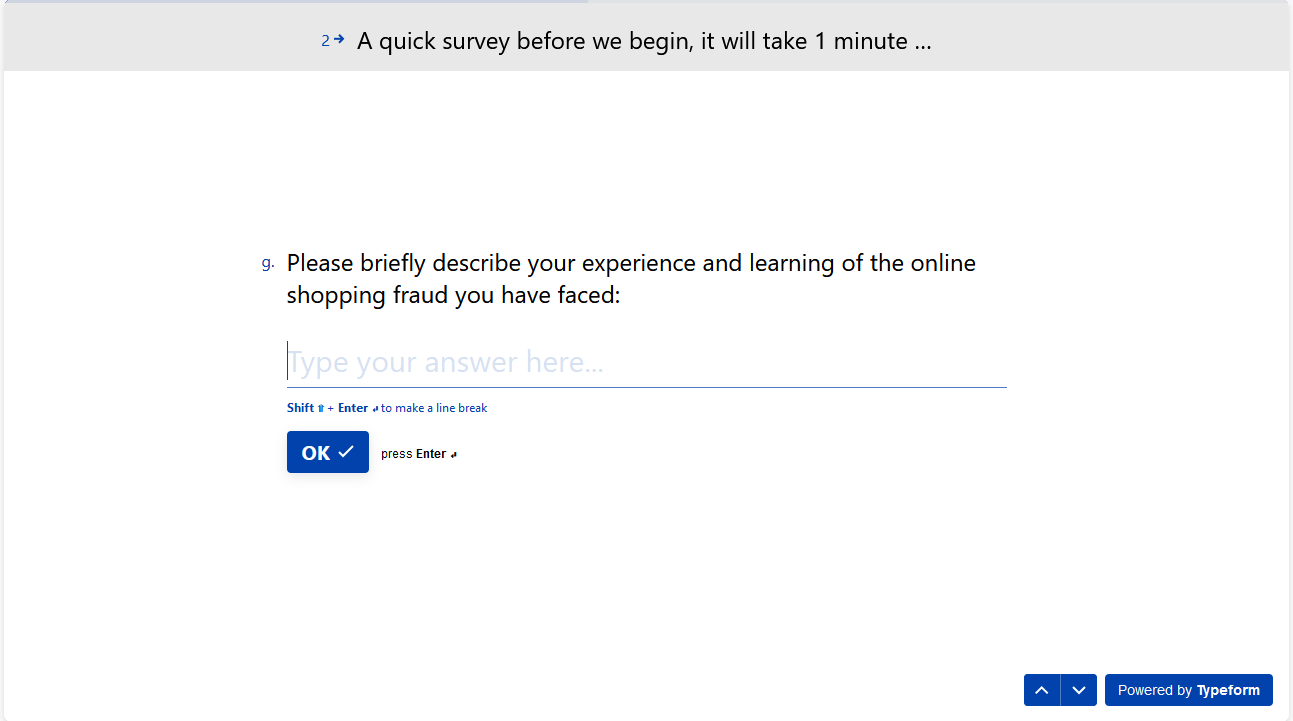 2 → A quick survey before we begin, it will take 1 minute ...
g. Please briefly describe your experience and learning of the online
shopping fraud you have faced:
Type your answer here...
Shift ⇧ + Enter ↵ to make a line break
OK ✓ press Enter ↵
Powered by Typeform